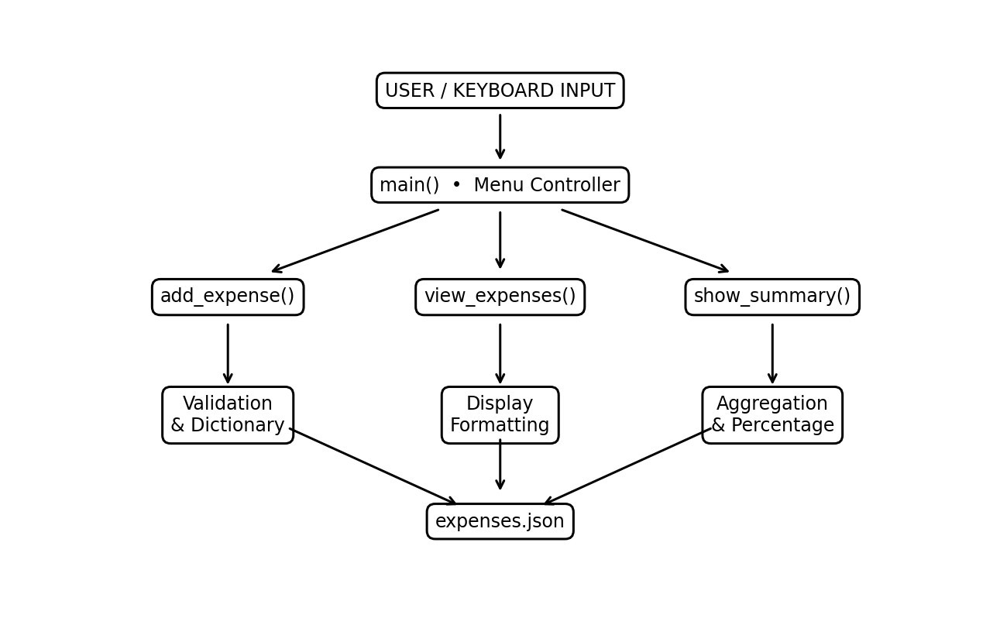 USER / KEYBOARD INPUT
main()  •  Menu Controller
add_expense()
view_expenses()
show_summary()
Validation
& Dictionary
Display
Formatting
Aggregation
& Percentage
expenses.json